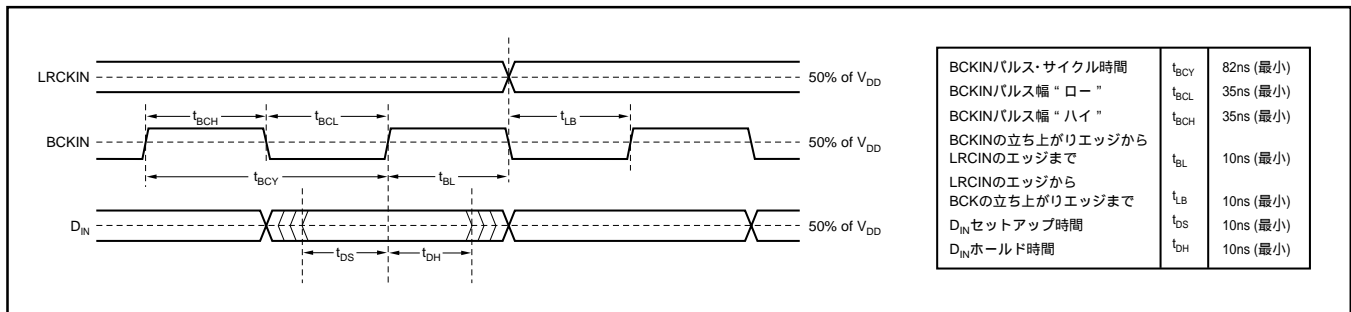 LRCKIN
50% of VDD
tBCH
tBCL
tLB
BCKIN
50% of VDD
tBCY
tBL
DIN
50% of VDD
tDS
tDH
BCKINパルス・サイクル時間 tBCY 82ns (最小)
BCKINパルス幅 “ ロー ” tBCL 35ns (最小)
BCKINパルス幅 “ ハイ ” tBCH 35ns (最小)
BCKINの立ち上がりエッジから
LRCINのエッジまで tBL 10ns (最小)
LRCINのエッジから
BCKの立ち上がりエッジまで tLB 10ns (最小)
DINセットアップ時間 tDS 10ns (最小)
DINホールド時間 tDH 10ns (最小)